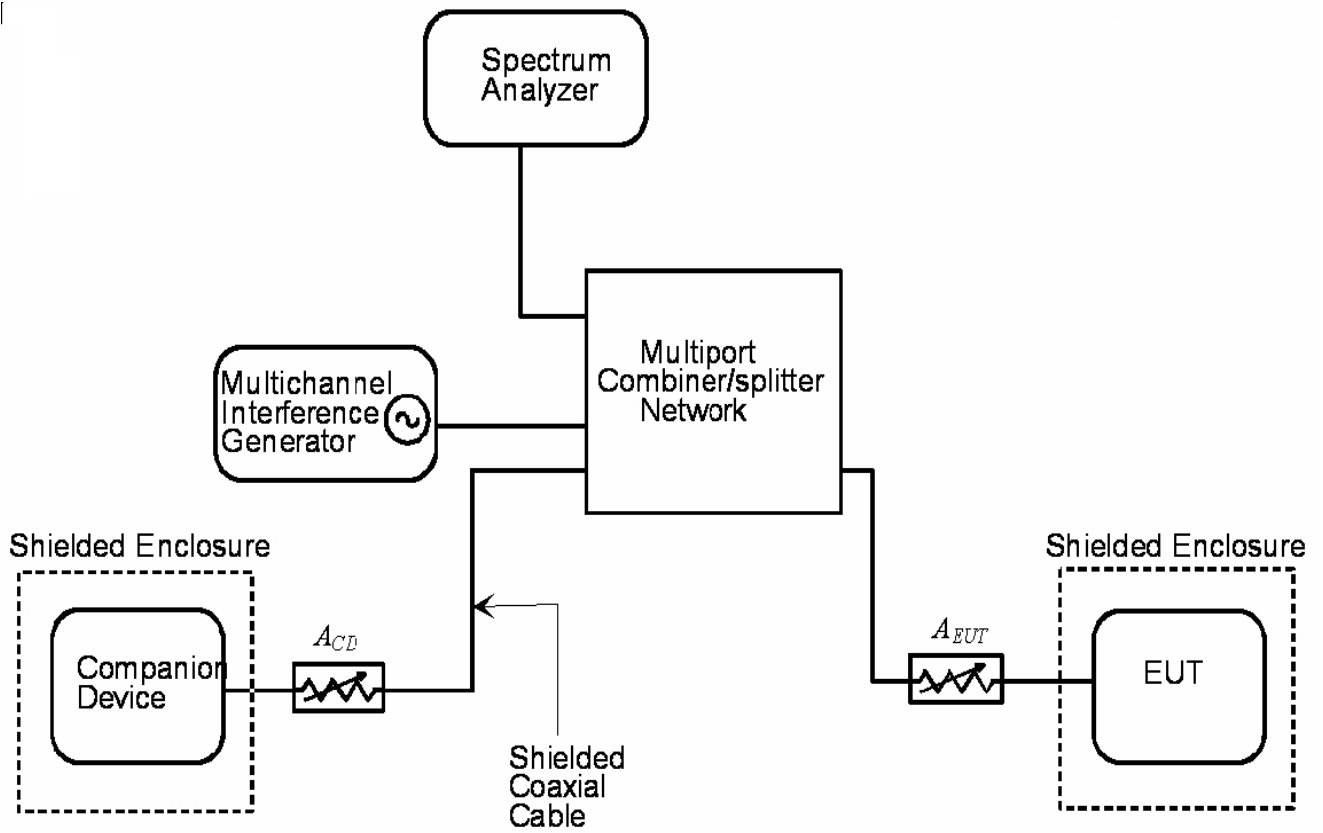 Spectrum
Analyzer
Multiport
Combiner/splitter
Network
Multichannel
Interference
Generator
Shielded Enclosure
Shielded Enclosure
A_CD
A_EUT
Companion
Device
EUT
Shielded
Coaxial
Cable